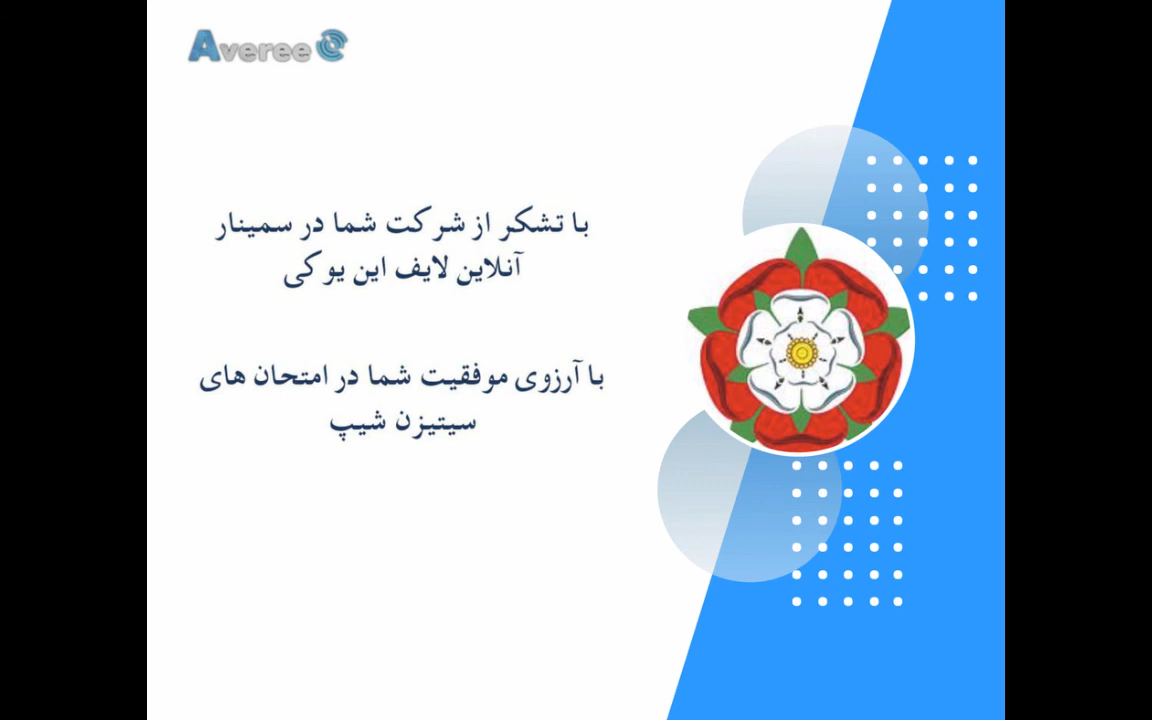 Averee
با تشکر از شرکت شما در سمینار
آنلاین لایف این یو کی
با آرزوی موفقیت شما در امتحان های
سیتیزن شیپ